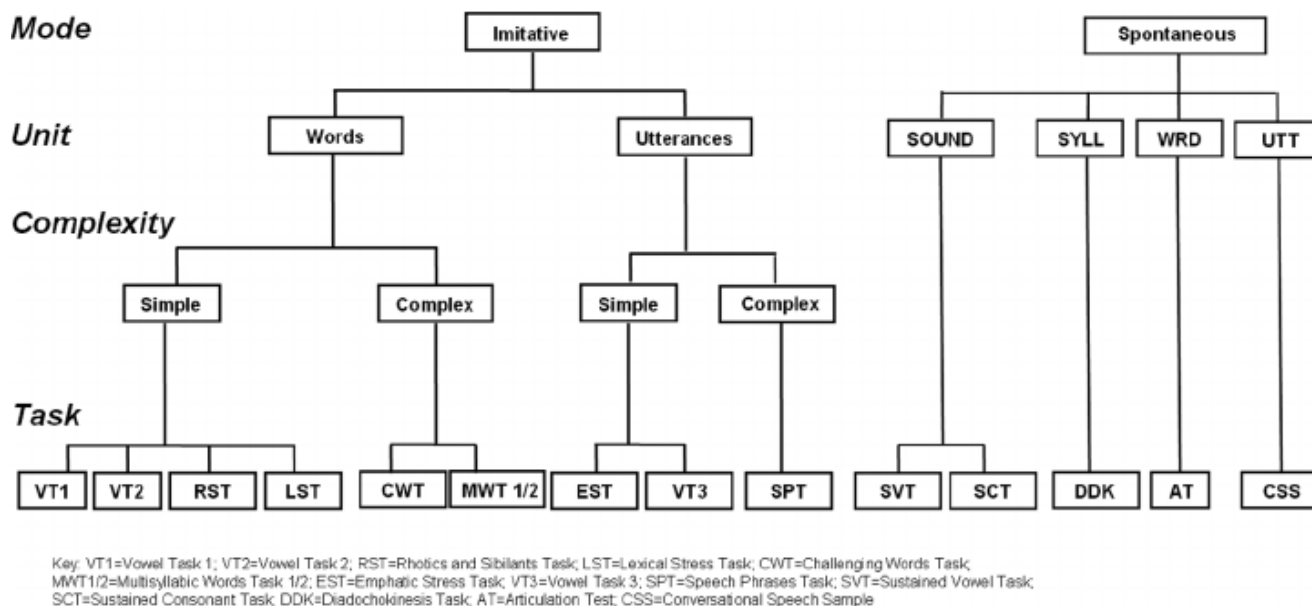 Mode Imitative Spontaneous
Unit Words Utterances SOUND SYLL WRD UTT
Complexity
Simple Complex Simple Complex
Task
VT1 VT2 RST LST CWT MWT 1/2 EST VT3 SPT SVT SCT DDK AT CSS
Key: VT1=Vowel Task 1; VT2=Vowel Task 2; RST=Rhotics and Sibilants Task; LST=Lexical Stress Task; CWT=Challenging Words Task;
MWT1/2=Multisyllabic Words Task 1/2; EST=Emphatic Stress Task; VT3=Vowel Task 3; SPT=Speech Phrases Task; SVT=Sustained Vowel Task;
SCT=Sustained Consonant Task; DDK=Diadochokinesis Task; AT=Articulation Test; CSS=Conversational Speech Sample